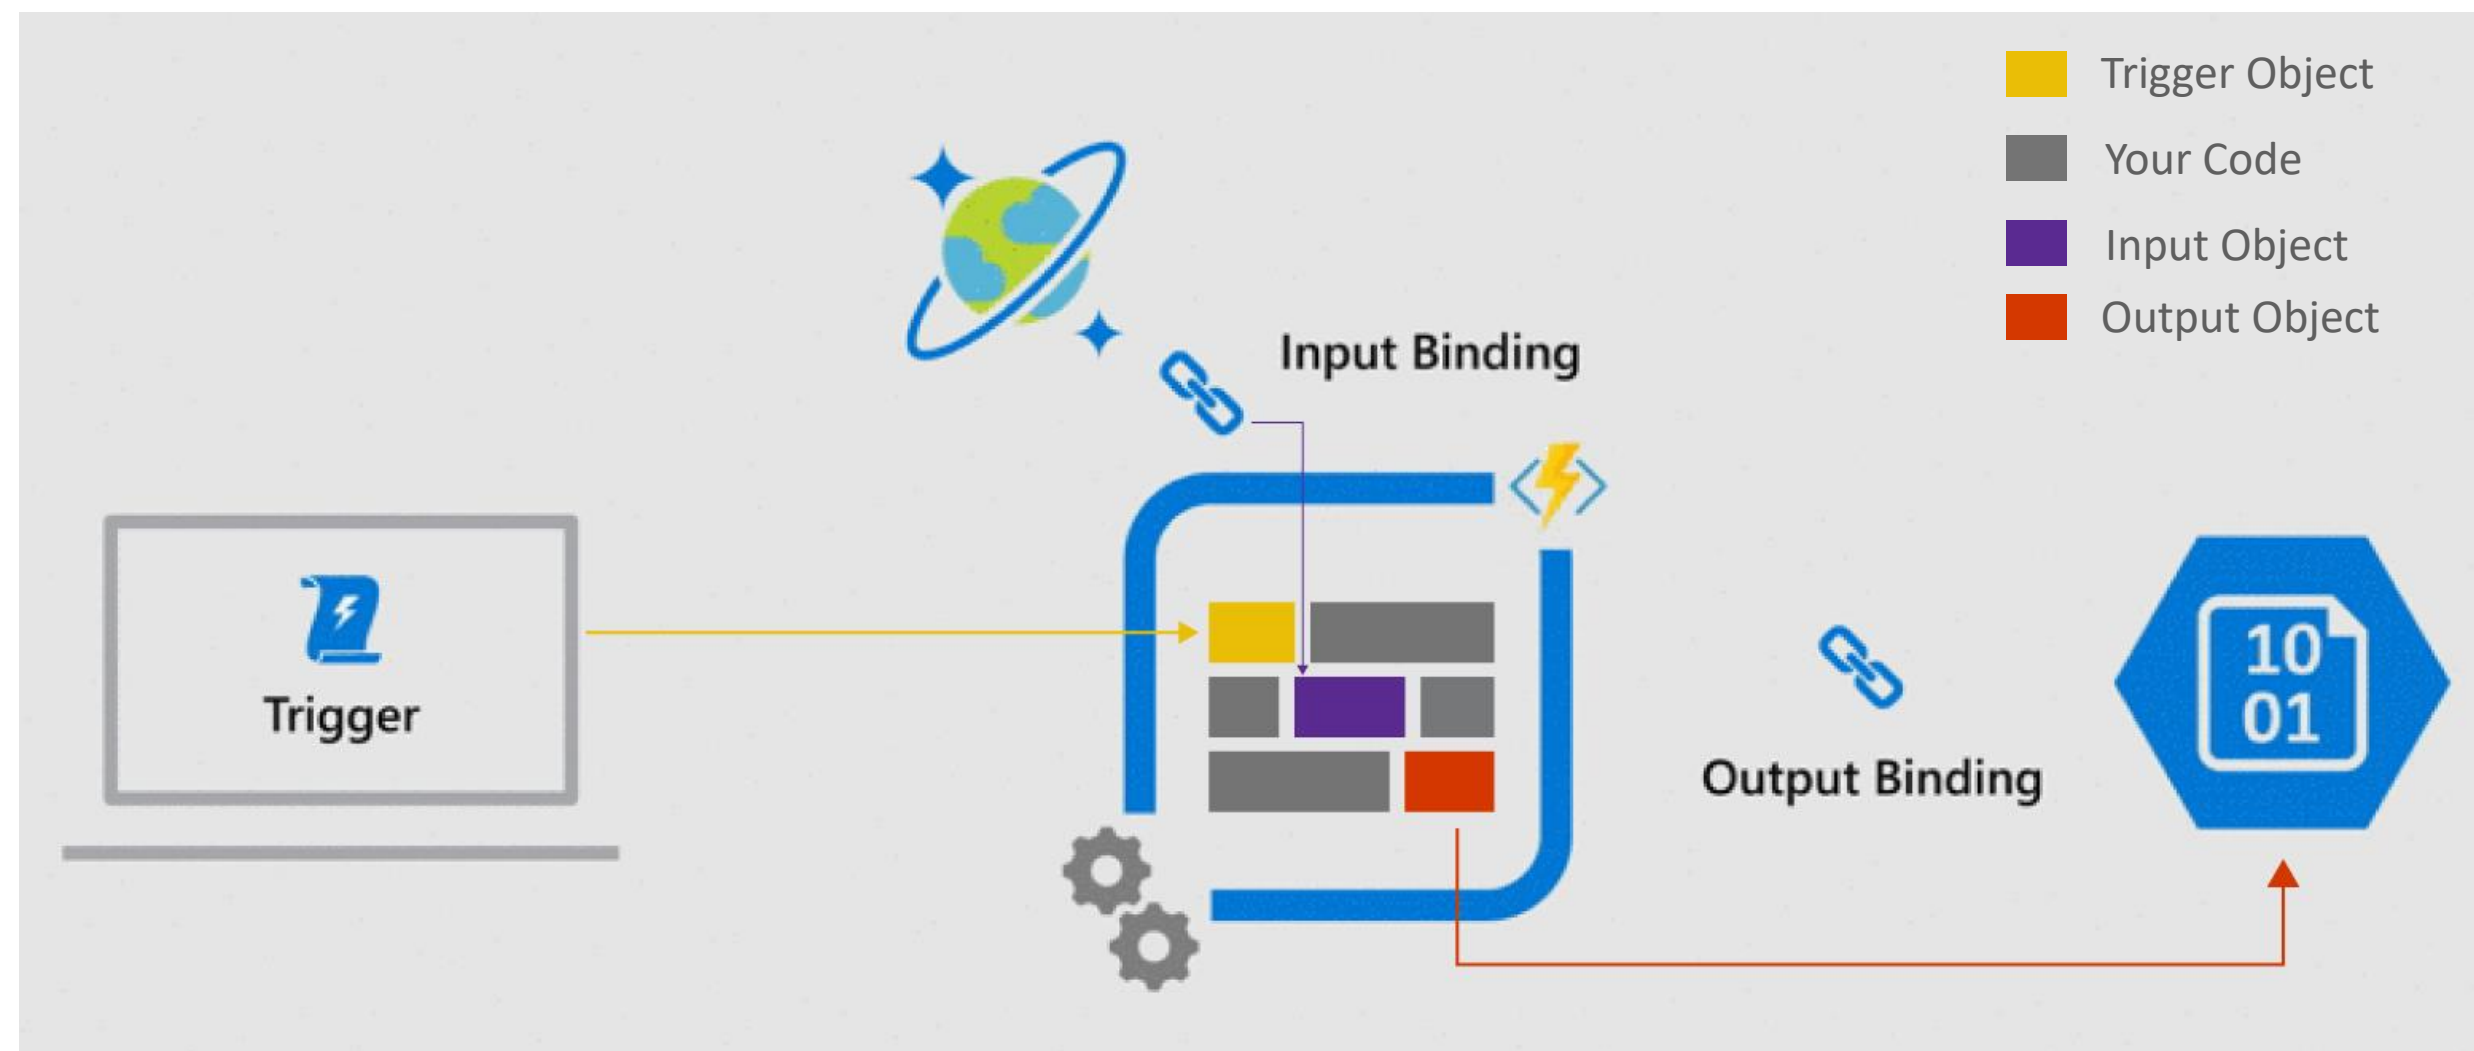 Trigger Object
Your Code
Input Object
Output Object
Input Binding
Trigger
Output Binding
10
01